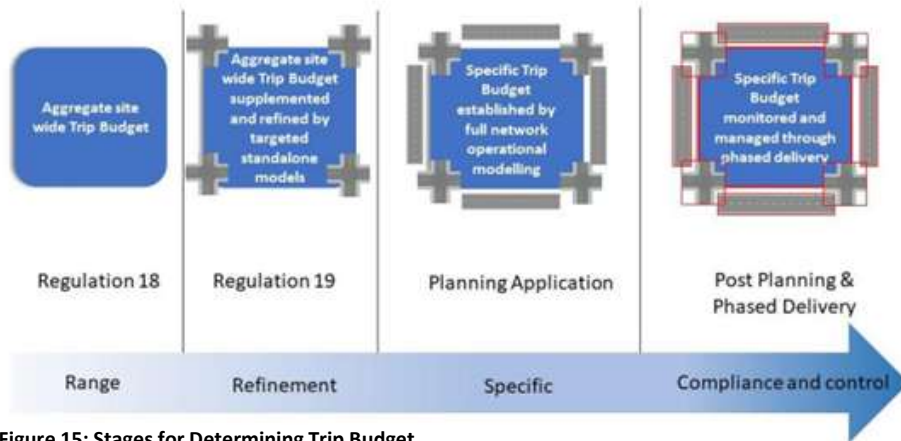 Aggregate site
wide Trip Budget
Aggregate site
wide Trip Budget
supplemented
and refined by
targeted
standalone
models
Specific Trip
Budget
established by
full network
operational
modelling
Specific Trip
Budget
monitored and
managed through
phased delivery
Regulation 18
Regulation 19
Planning Application
Post Planning &
Phased Delivery
Range
Refinement
Specific
Compliance and control
Figure 15: Stages for Determining Trip Budget